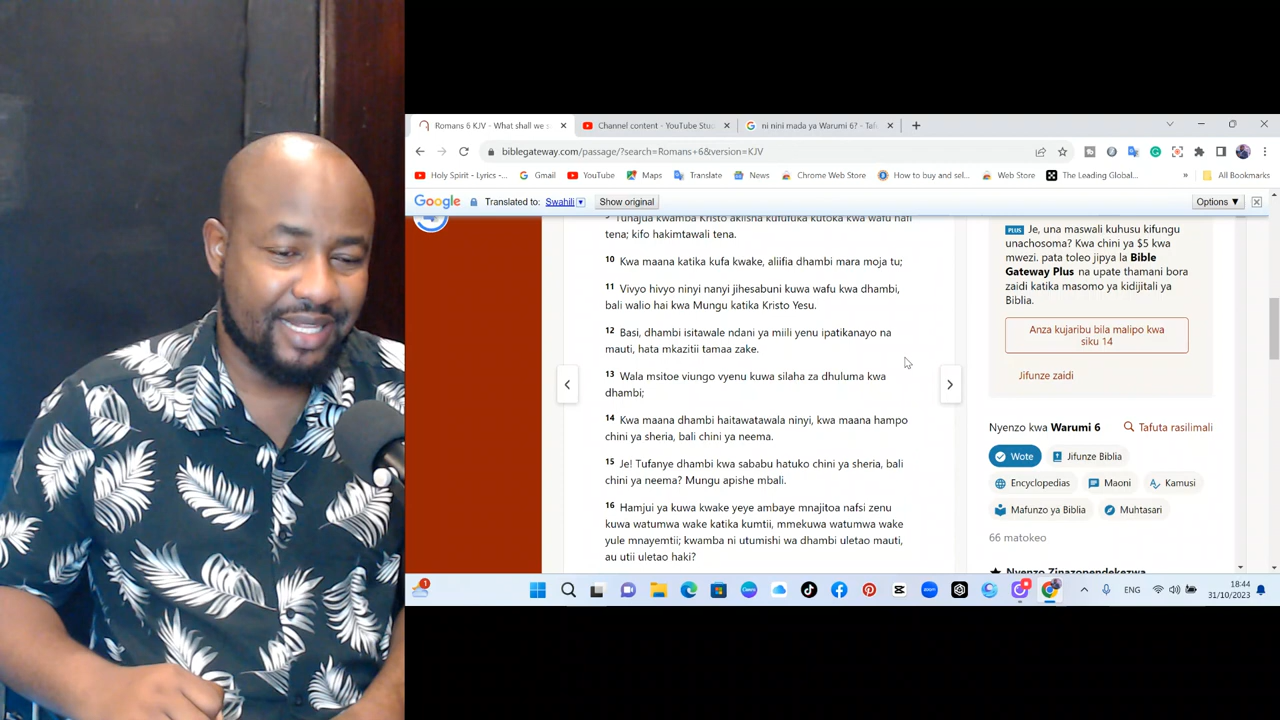 Romans 6 KJV - What shall we s
Channel content - YouTube Stud
ni nini mada ya Warumi 6? - Tafu
biblegateway.com/passage/?search=Romans+6&version=KJV
Holy Spirit - Lyrics -...
Gmail
YouTube
Maps
Translate
News
Chrome Web Store
How to buy and sel...
Web Store
The Leading Global...
»
All Bookmarks
Google
Translated to: Swahili
Show original
Options ▼
tena; kifo hakimtawali tena.
10 Kwa maana katika kufa kwake, aliifia dhambi mara moja tu;
11 Vivyo hivyo ninyi nanyi jihesabuni kuwa wafu kwa dhambi,
bali walio hai kwa Mungu katika Kristo Yesu.
12 Basi, dhambi isitawale ndani ya miili yenu ipatikanayo na
mauti, hata mkazitii tamaa zake.
13 Wala msitoe viungo vyenu kuwa silaha za dhuluma kwa
dhambi;
14 Kwa maana dhambi haitawatawala ninyi, kwa maana hampo
chini ya sheria, bali chini ya neema.
15 Je! Tufanye dhambi kwa sababu hatuko chini ya sheria, bali
chini ya neema? Mungu apishe mbali.
16 Hamjui ya kuwa kwake yeye ambaye mnajitoa nafsi zenu
kuwa watumwa wake katika kumtii, mmekuwa watumwa wake
yule mnayemtii; kwamba ni utumishi wa dhambi uletao mauti,
au utii uletao haki?
PLUS Je, una maswali kuhusu kifungu
unachosoma? Kwa chini ya $5 kwa
mwezi. pata toleo jipya la Bible
Gateway Plus na upate thamani bora
zaidi katika masomo ya kidijitali ya
Biblia.
Anza kujaribu bila malipo kwa
siku 14
Jifunze zaidi
Nyenzo kwa Warumi 6
Tafuta rasilimali
Wote
Jifunze Biblia
Encyclopedias
Maoni
Kamusi
Mafunzo ya Biblia
Muhtasari
66 matokeo
Nyenzo Zinazopendekezwa
1
Canva
zoom
ENG
18:44
31/10/2023